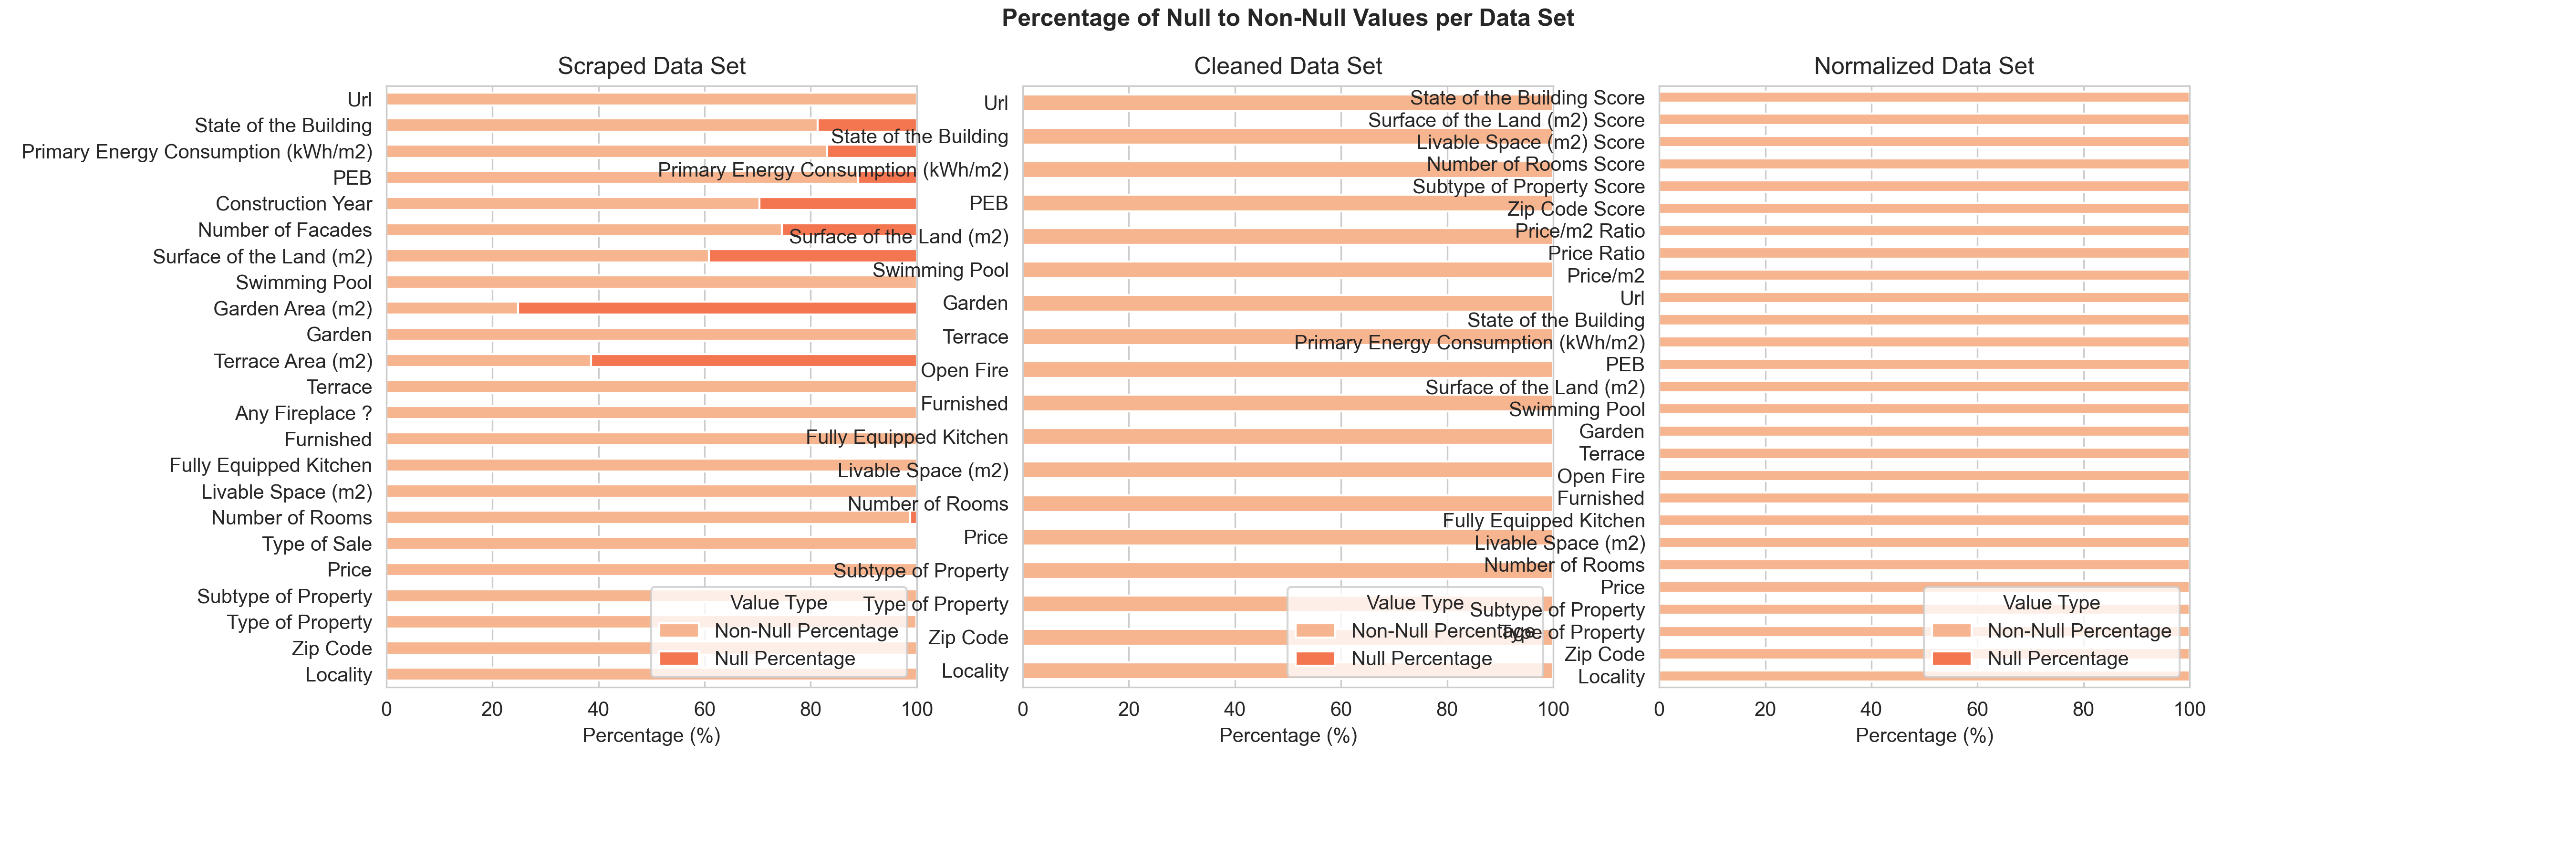 Percentage of Null to Non-Null Values per Data Set
Scraped Data Set
Url
State of the Building
Primary Energy Consumption (kWh/m2)
PEB
Construction Year
Number of Facades
Surface of the Land (m2)
Swimming Pool
Garden Area (m2)
Garden
Terrace Area (m2)
Terrace
Any Fireplace ?
Furnished
Fully Equipped Kitchen
Livable Space (m2)
Number of Rooms
Type of Sale
Price
Subtype of Property
Type of Property
Zip Code
Locality
Value Type
Non-Null Percentage
Null Percentage
0 20 40 60 80 100
Percentage (%)
Cleaned Data Set
Url
State of the Building
Primary Energy Consumption (kWh/m2)
PEB
Surface of the Land (m2)
Swimming Pool
Garden
Terrace
Open Fire
Furnished
Fully Equipped Kitchen
Livable Space (m2)
Number of Rooms
Price
Subtype of Property
Type of Property
Zip Code
Locality
Value Type
Non-Null Percentage
Null Percentage
0 20 40 60 80 100
Percentage (%)
Normalized Data Set
State of the Building Score
Surface of the Land (m2) Score
Livable Space (m2) Score
Number of Rooms Score
Subtype of Property Score
Zip Code Score
Price/m2 Ratio
Price Ratio
Price/m2
Url
State of the Building
Primary Energy Consumption (kWh/m2)
PEB
Surface of the Land (m2)
Swimming Pool
Garden
Terrace
Open Fire
Furnished
Fully Equipped Kitchen
Livable Space (m2)
Number of Rooms
Price
Subtype of Property
Type of Property
Zip Code
Locality
Value Type
Non-Null Percentage
Null Percentage
0 20 40 60 80 100
Percentage (%)